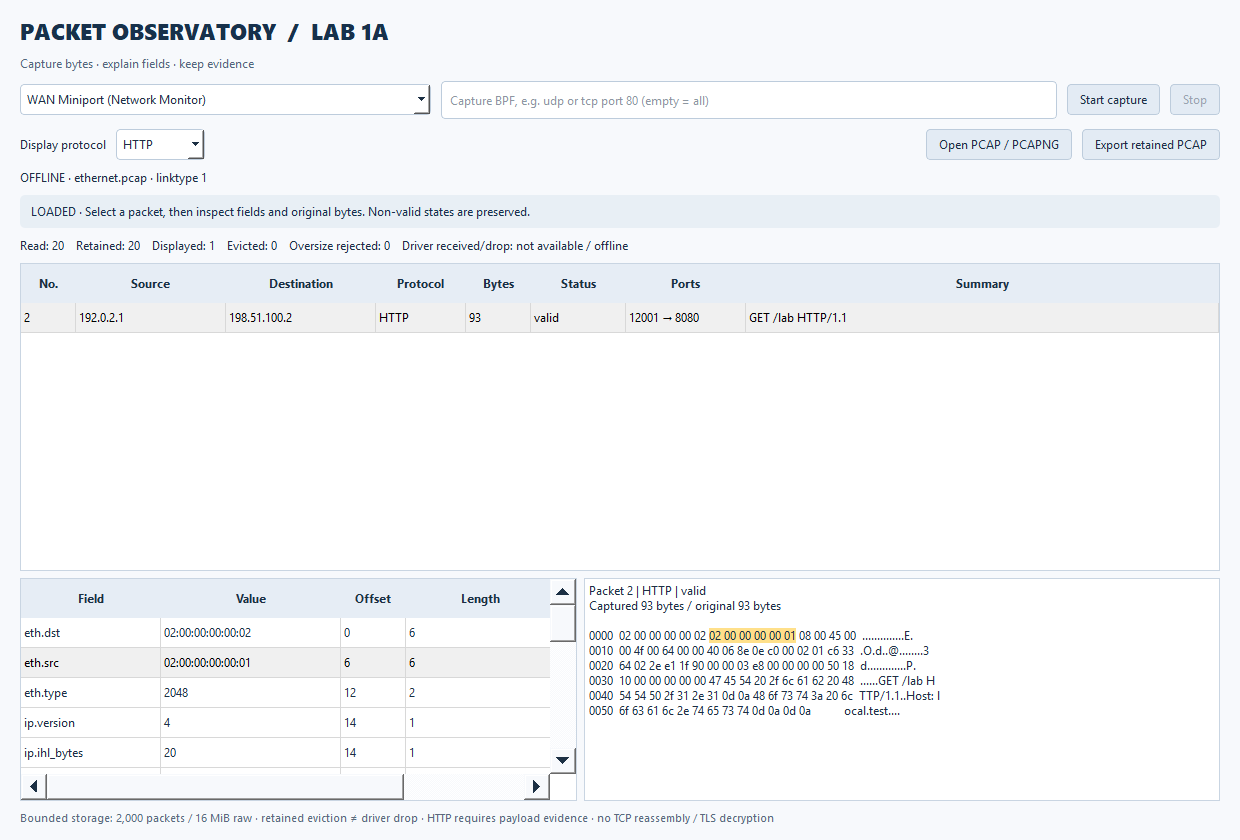 PACKET OBSERVATORY / LAB 1A
Capture bytes · explain fields · keep evidence
WAN Miniport (Network Monitor) Capture BPF, e.g. udp or tcp port 80 (empty = all) Start capture Stop
Display protocol HTTP Open PCAP / PCAPNG Export retained PCAP
OFFLINE · ethernet.pcap · linktype 1
LOADED · Select a packet, then inspect fields and original bytes. Non-valid states are preserved.
Read: 20 Retained: 20 Displayed: 1 Evicted: 0 Oversize rejected: 0 Driver received/drop: not available / offline
No. Source Destination Protocol Bytes Status Ports Summary
2 192.0.2.1 198.51.100.2 HTTP 93 valid 12001 → 8080 GET /lab HTTP/1.1
Field Value Offset Length
eth.dst 02:00:00:00:00:02 0 6
eth.src 02:00:00:00:00:01 6 6
eth.type 2048 12 2
ip.version 4 14 1
ip.ihl_bytes 20 14 1
Packet 2 | HTTP | valid
Captured 93 bytes / original 93 bytes
0000 02 00 00 00 00 02 02 00 00 00 00 01 08 00 45 00 ..............E.
0010 00 4f 00 64 00 00 40 06 8e 0e c0 00 02 01 c6 33 .O.d..@........3
0020 64 02 2e e1 1f 90 00 00 03 e8 00 00 00 00 50 18 d.............P.
0030 10 00 00 00 00 00 47 45 54 20 2f 6c 61 62 20 48 ......GET /lab H
0040 54 54 50 2f 31 2e 31 0d 0a 48 6f 73 74 3a 20 6c TTP/1.1..Host: l
0050 6f 63 61 6c 2e 74 65 73 74 0d 0a 0d 0a ocal.test....
Bounded storage: 2,000 packets / 16 MiB raw · retained eviction ≠ driver drop · HTTP requires payload evidence · no TCP reassembly / TLS decryption